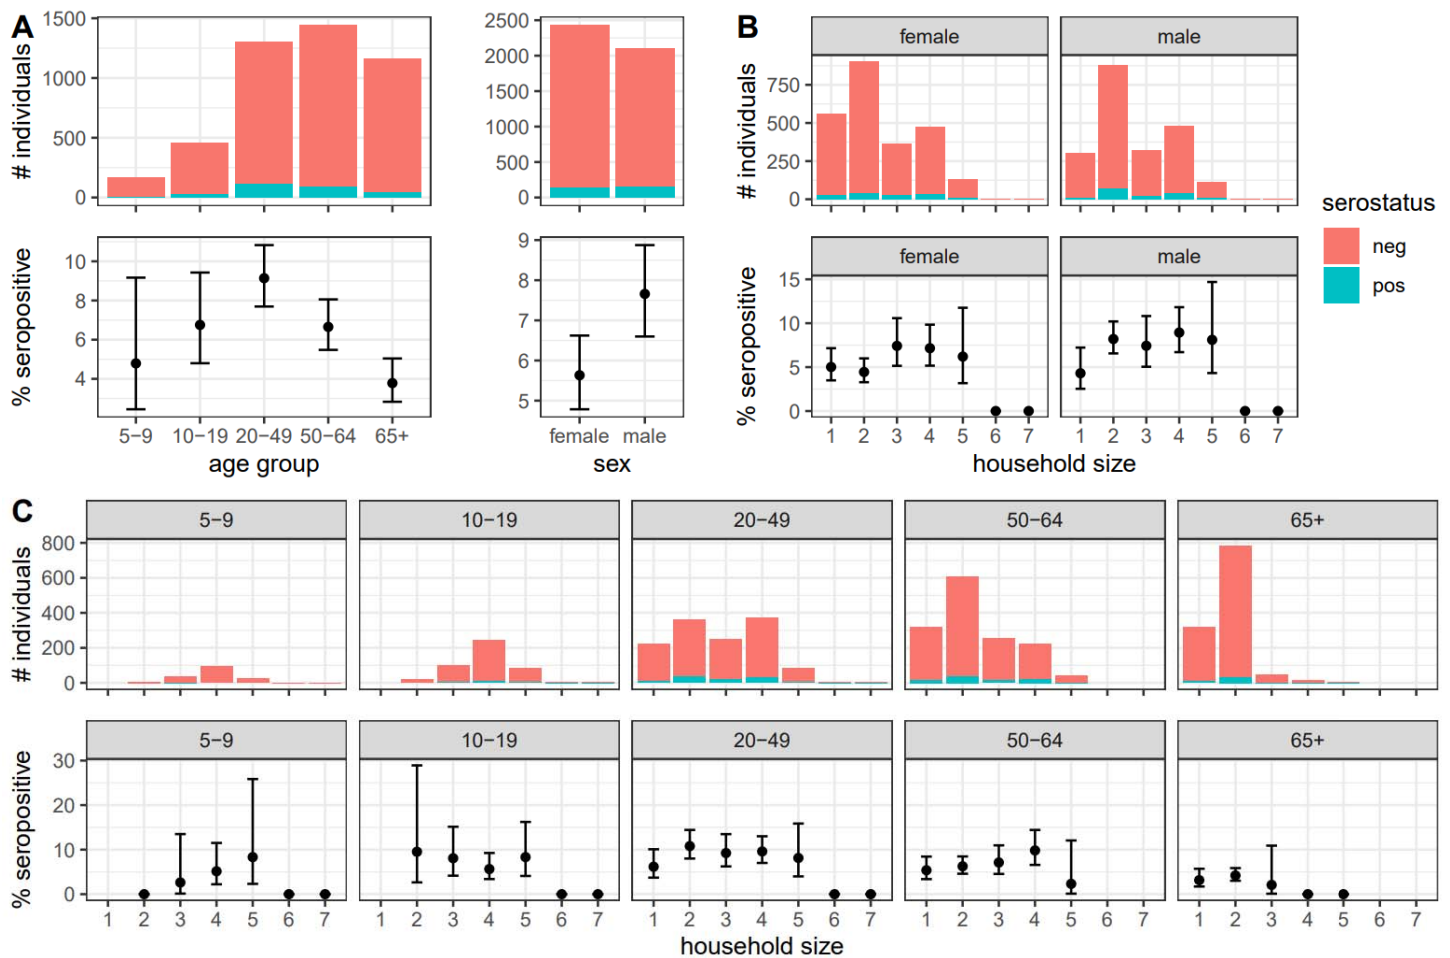 A
# individuals
1500
1000
500
0
2500
2000
1500
1000
500
0
% seropositive
10
8
6
4
9
8
7
6
5
5−9 10−19 20−49 50−64 65+
age group
female male
sex
B
female male
# individuals
750
500
250
0
female male
% seropositive
15
10
5
0
1 2 3 4 5 6 7
1 2 3 4 5 6 7
household size
serostatus
neg
pos
C
5−9 10−19 20−49 50−64 65+
# individuals
800
600
400
200
0
5−9 10−19 20−49 50−64 65+
% seropositive
30
20
10
0
1 2 3 4 5 6 7
1 2 3 4 5 6 7
1 2 3 4 5 6 7
1 2 3 4 5 6 7
1 2 3 4 5 6 7
household size